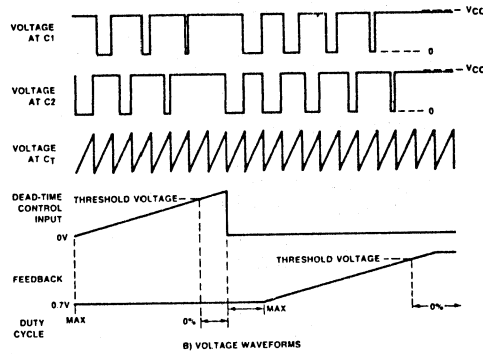 VOLTAGE
AT C1
VCC
0
VOLTAGE
AT C2
VCC
0
VOLTAGE
AT CT
DEAD-TIME
CONTROL
INPUT
THRESHOLD VOLTAGE
0V
THRESHOLD VOLTAGE
FEEDBACK
0.7V
DUTY
CYCLE
MAX
0%
MAX
0%
B) VOLTAGE WAVEFORMS